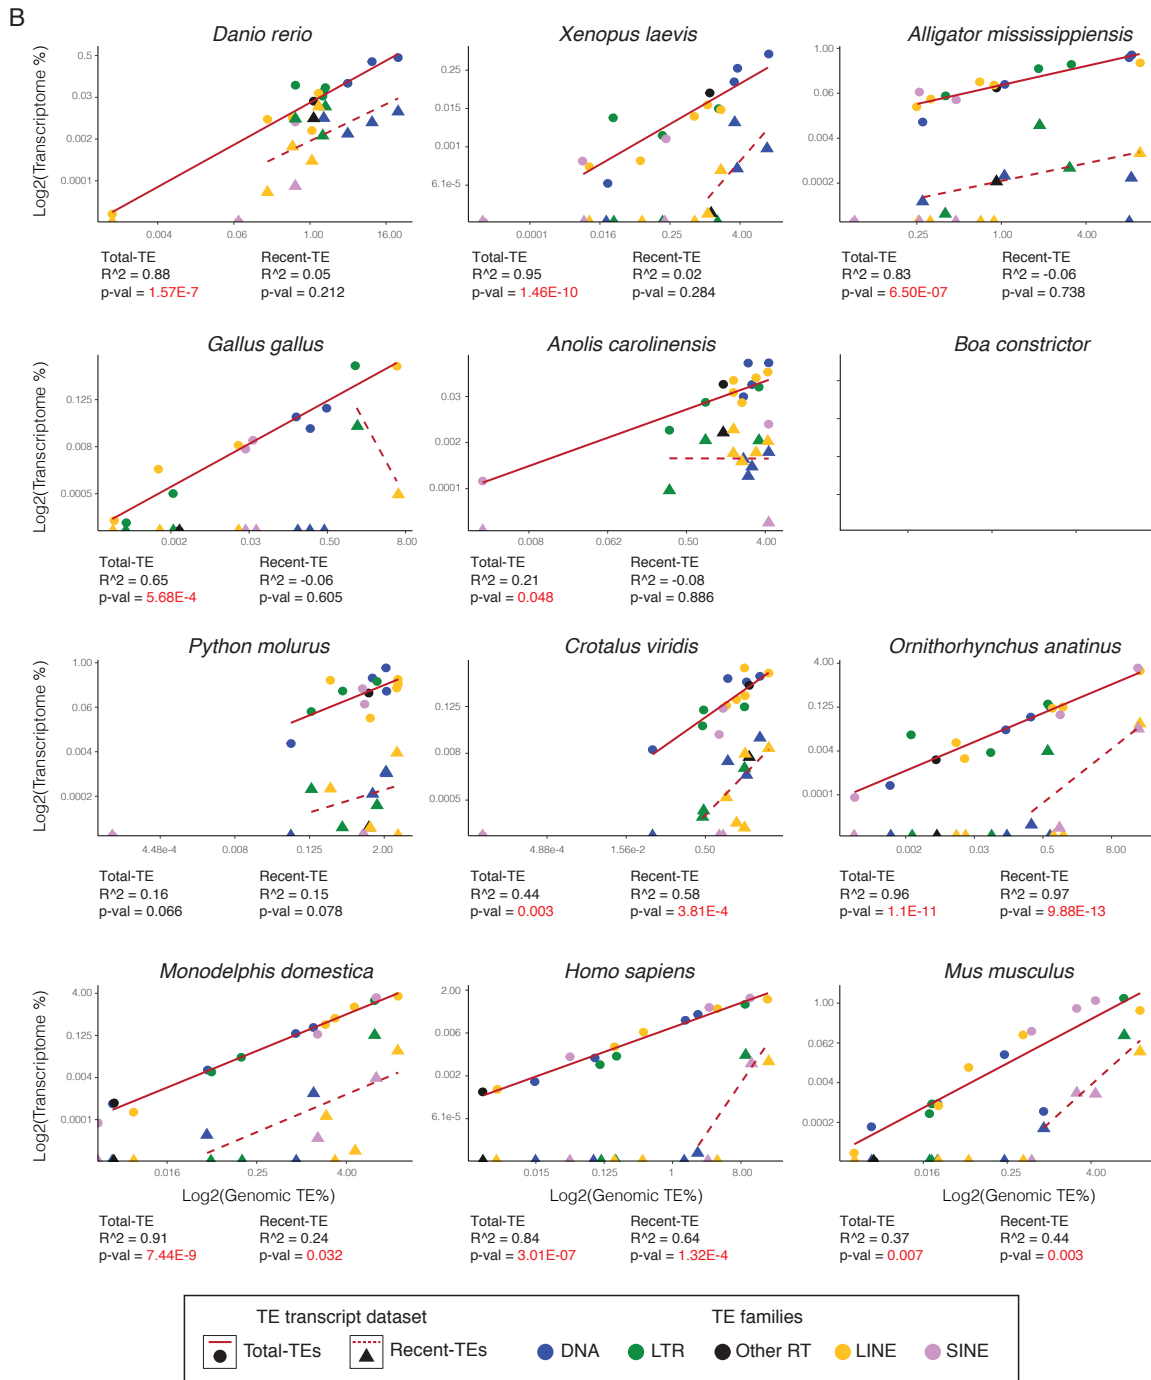 B
Danio rerio
Xenopus laevis
Alligator mississippiensis
Log2(Transcriptome %)
0.5
0.03
0.002
0.0001
0.004
0.06
1.00
16.00
0.25
0.015
0.001
6.1e-5
0.0001
0.016
0.25
4.00
1.00
0.06
0.004
0.0002
0.25
1.00
4.00
Total-TE
R^2 = 0.88
p-val = 1.57E-7
Recent-TE
R^2 = 0.05
p-val = 0.212
Total-TE
R^2 = 0.95
p-val = 1.46E-10
Recent-TE
R^2 = 0.02
p-val = 0.284
Total-TE
R^2 = 0.83
p-val = 6.50E-07
Recent-TE
R^2 = -0.06
p-val = 0.738
Gallus gallus
Anolis carolinensis
Boa constrictor
Log2(Transcriptome %)
0.125
0.008
0.0005
0.002
0.03
0.50
8.00
0.03
0.002
0.0001
0.008
0.062
0.50
4.00
Total-TE
R^2 = 0.65
p-val = 5.68E-4
Recent-TE
R^2 = -0.06
p-val = 0.605
Total-TE
R^2 = 0.21
p-val = 0.048
Recent-TE
R^2 = -0.08
p-val = 0.886
Python molurus
Crotalus viridis
Ornithorhynchus anatinus
Log2(Transcriptome %)
1.00
0.06
0.004
0.0002
4.48e-4
0.008
0.125
2.00
0.125
0.008
0.0005
4.88e-4
1.56e-2
0.50
4.00
0.125
0.004
0.0001
0.002
0.03
0.5
8.00
Total-TE
R^2 = 0.16
p-val = 0.066
Recent-TE
R^2 = 0.15
p-val = 0.078
Total-TE
R^2 = 0.44
p-val = 0.003
Recent-TE
R^2 = 0.58
p-val = 3.81E-4
Total-TE
R^2 = 0.96
p-val = 1.1E-11
Recent-TE
R^2 = 0.97
p-val = 9.88E-13
Monodelphis domestica
Homo sapiens
Mus musculus
Log2(Transcriptome %)
4.00
0.125
0.004
0.0001
0.016
0.25
4.00
2.00
0.006
0.002
6.1e-5
0.015
0.125
1
8.00
1.00
0.062
0.004
0.0002
0.016
0.25
4.00
Log2(Genomic TE%)
Log2(Genomic TE%)
Log2(Genomic TE%)
Total-TE
R^2 = 0.91
p-val = 7.44E-9
Recent-TE
R^2 = 0.24
p-val = 0.032
Total-TE
R^2 = 0.84
p-val = 3.01E-07
Recent-TE
R^2 = 0.64
p-val = 1.32E-4
Total-TE
R^2 = 0.37
p-val = 0.007
Recent-TE
R^2 = 0.44
p-val = 0.003
TE transcript dataset
TE families
Total-TEs
Recent-TEs
DNA
LTR
Other RT
LINE
SINE